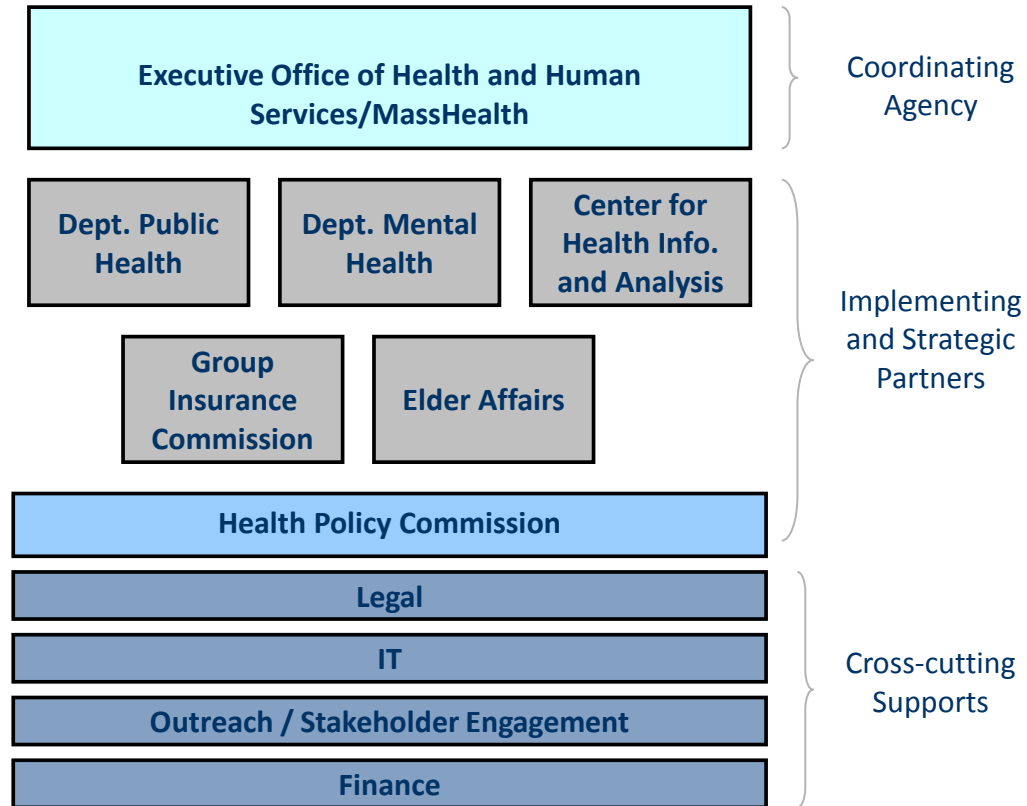 Executive Office of Health and Human
Services/MassHealth
Coordinating
Agency
Dept. Public
Health
Dept. Mental
Health
Center for
Health Info.
and Analysis
Group
Insurance
Commission
Elder Affairs
Implementing
and Strategic
Partners
Health Policy Commission
Legal
IT
Outreach / Stakeholder Engagement
Finance
Cross-cutting
Supports